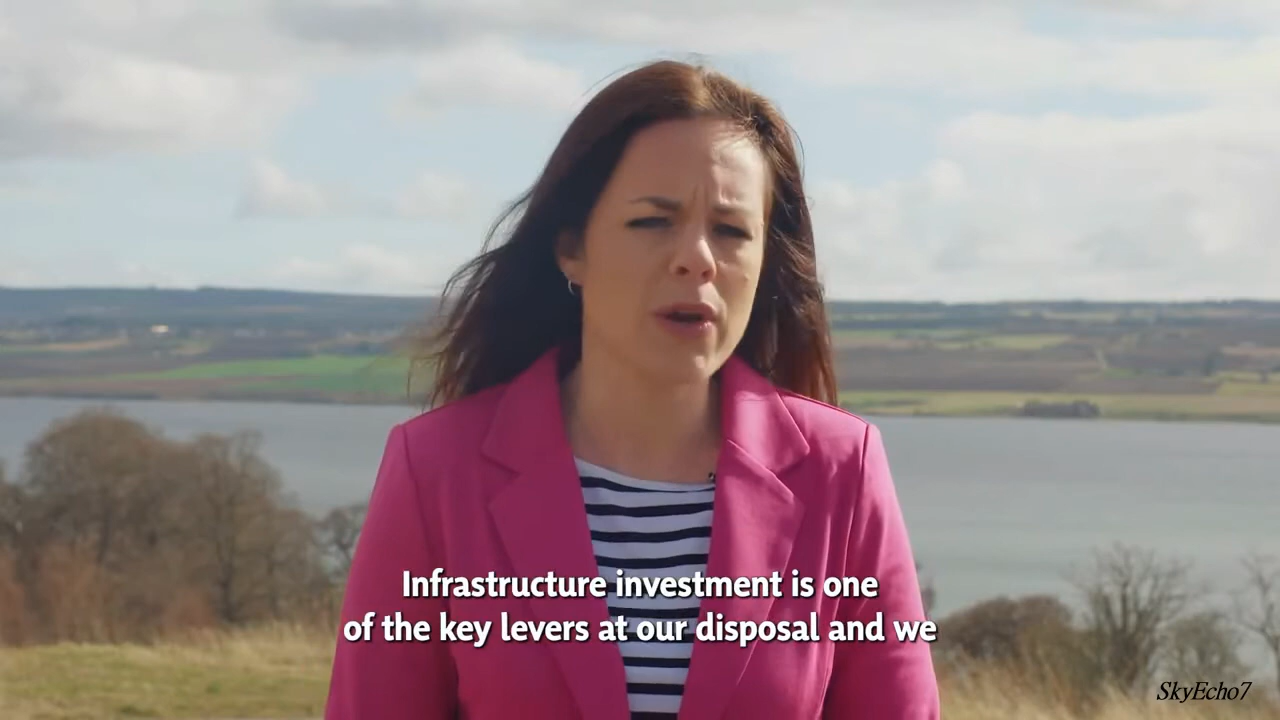 Infrastructure investment is one
of the key levers at our disposal and we
SkyEcho7